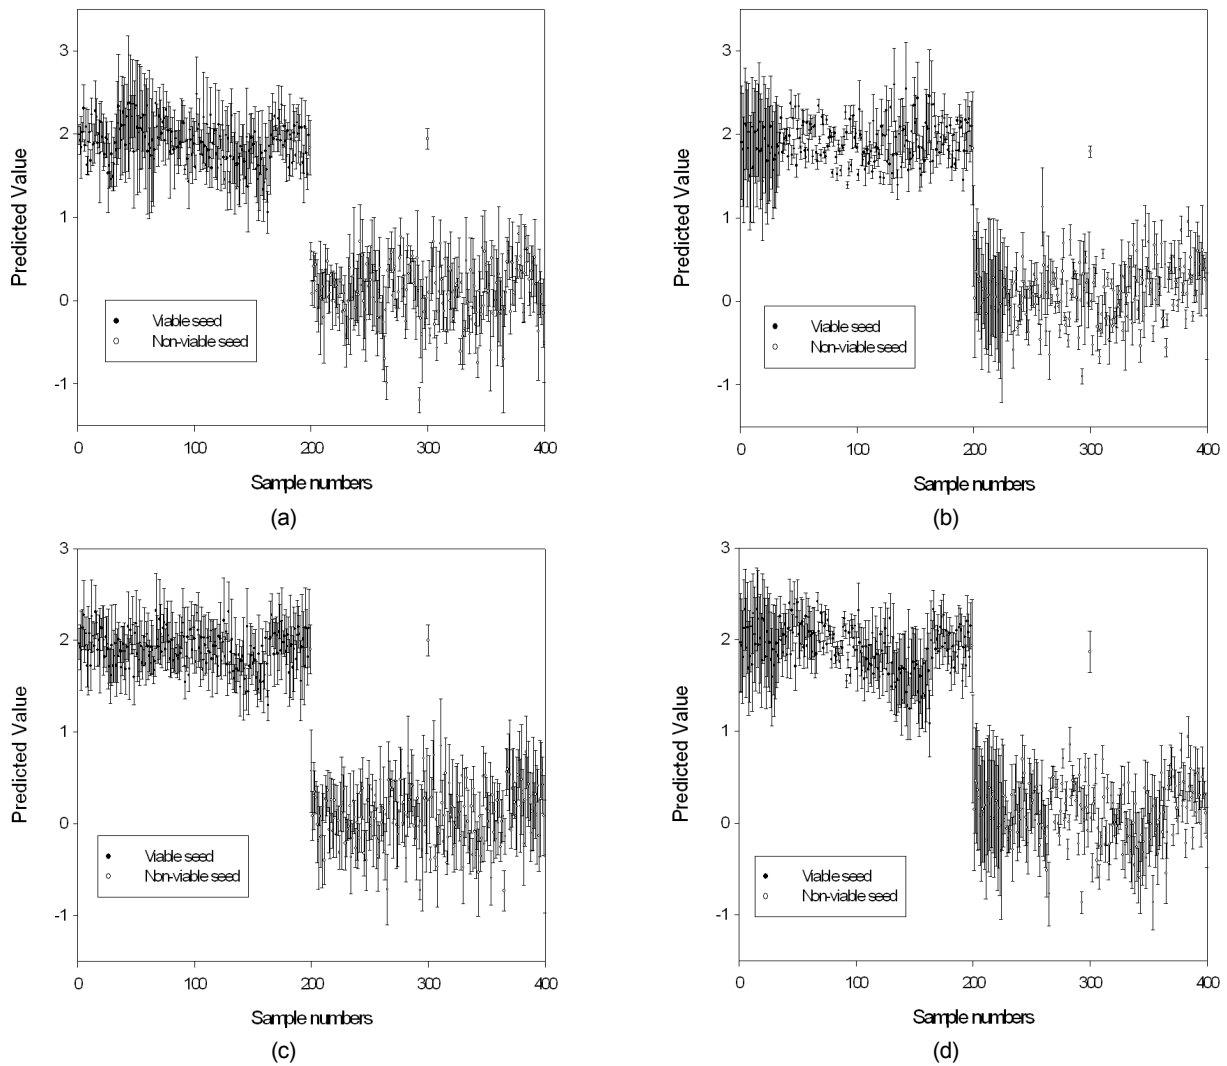 3
2
1
0
-1
Predicted Value
Viable seed
Non-viable seed
0 100 200 300 400
Sample numbers
(a)
3
2
1
0
-1
Predicted Value
Viable seed
Non-viable seed
0 100 200 300 400
Sample numbers
(b)
3
2
1
0
-1
Predicted Value
Viable seed
Non-viable seed
0 100 200 300 400
Sample numbers
(c)
3
2
1
0
-1
Predicted Value
Viable seed
Non-viable seed
0 100 200 300 400
Sample numbers
(d)